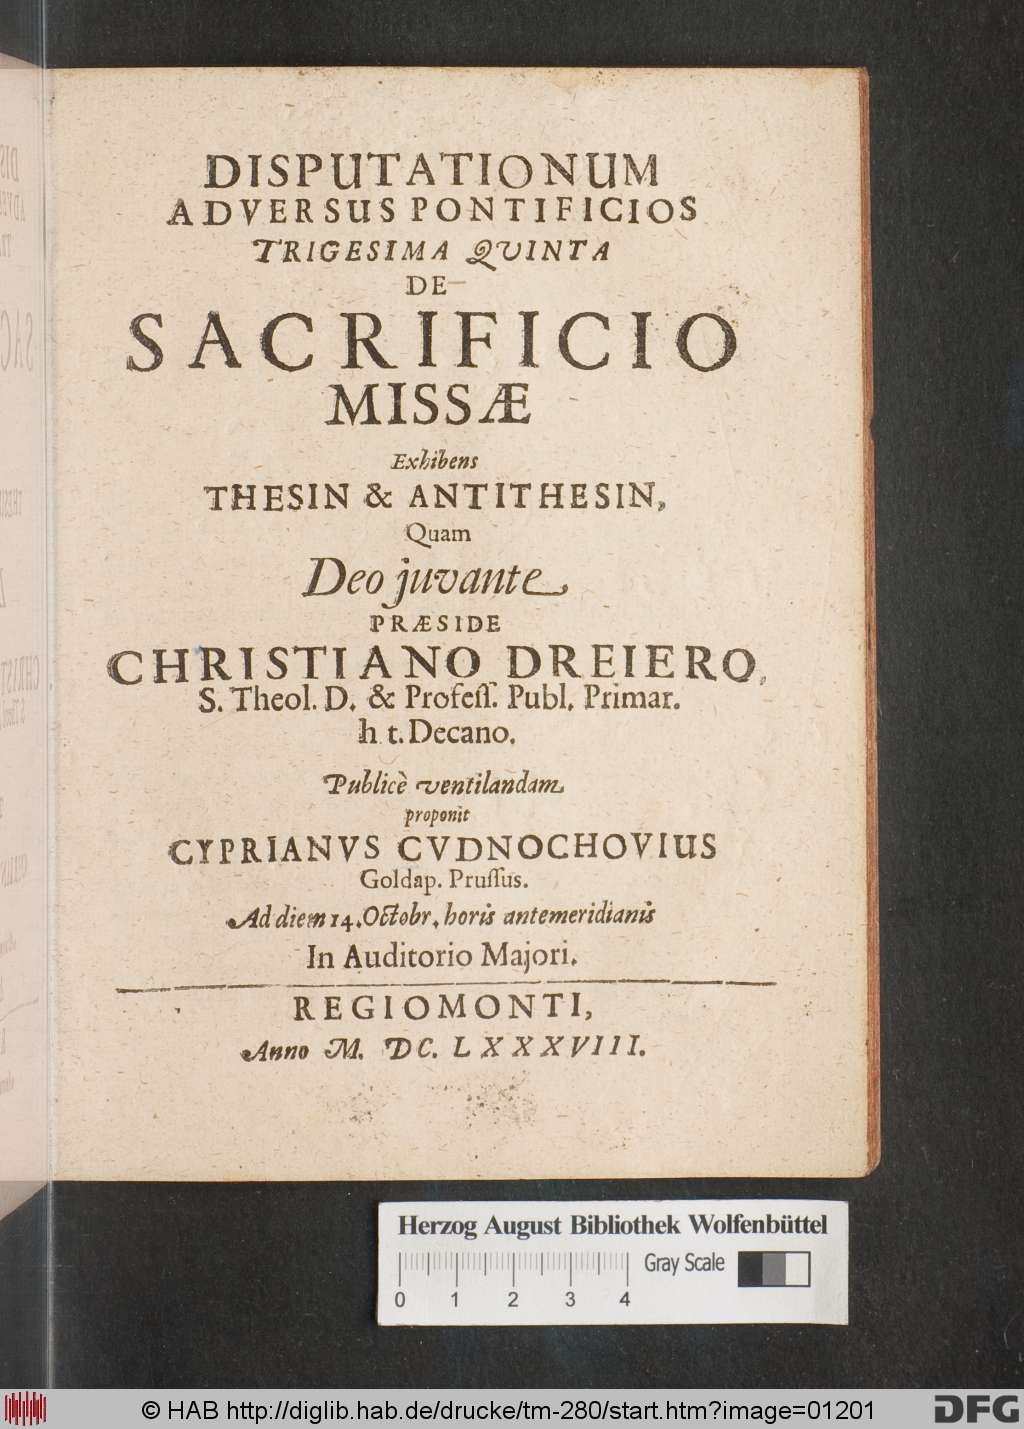 DISPUTATIONUM
ADVERSUS PONTIFICIOS
TRIGESIMA QVINTA
DE
SACRIFICIO
MISSÆ
Exhibens
THESIN & ANTITHESIN,
Quam
Deo juvante
PRÆSIDE
CHRISTIANO DREIERO,
S. Theol. D. & Profeſſ. Publ. Primar.
h t. Decano.
Publicè ventilandam
proponit
CYPRIANVS CVDNOCHOVIUS
Goldap. Pruſſus.
Ad diem 14. Octobr. horis antemeridianis
In Auditorio Majori.
REGIOMONTI,
Anno M. DC. LXXXVIII.
Herzog August Bibliothek Wolfenbüttel
Gray Scale
0 1 2 3 4
© HAB http://diglib.hab.de/drucke/tm-280/start.htm?image=01201
DFG